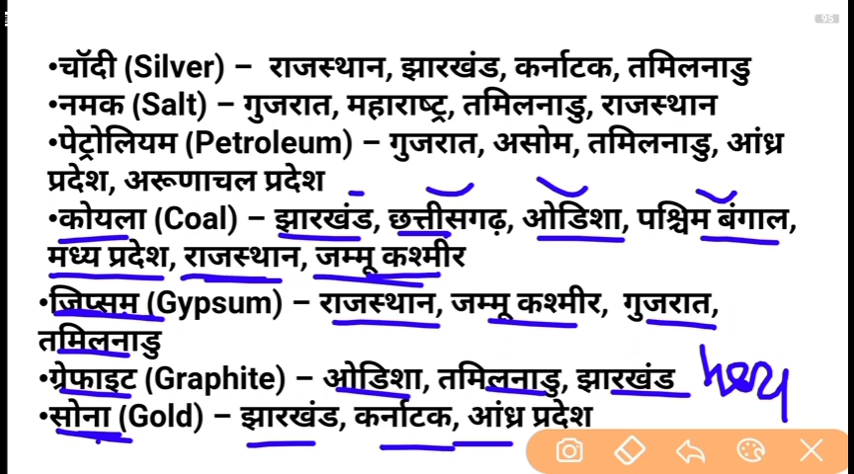 95
•चॉदी (Silver) – राजस्थान, झारखंड, कर्नाटक, तमिलनाडु
•नमक (Salt) – गुजरात, महाराष्ट्र, तमिलनाडु, राजस्थान
•पेट्रोलियम (Petroleum) – गुजरात, असोम, तमिलनाडु, आंध्र
प्रदेश, अरूणाचल प्रदेश
•कोयला (Coal) – झारखंड, छत्तीसगढ़, ओडिशा, पश्चिम बंगाल,
मध्य प्रदेश, राजस्थान, जम्मू कश्मीर
•जिप्सम (Gypsum) – राजस्थान, जम्मू कश्मीर, गुजरात,
तमिलनाडु
•ग्रेफाइट (Graphite) – ओडिशा, तमिलनाडु, झारखंड
•सोना (Gold) – झारखंड, कर्नाटक, आंध्र प्रदेश